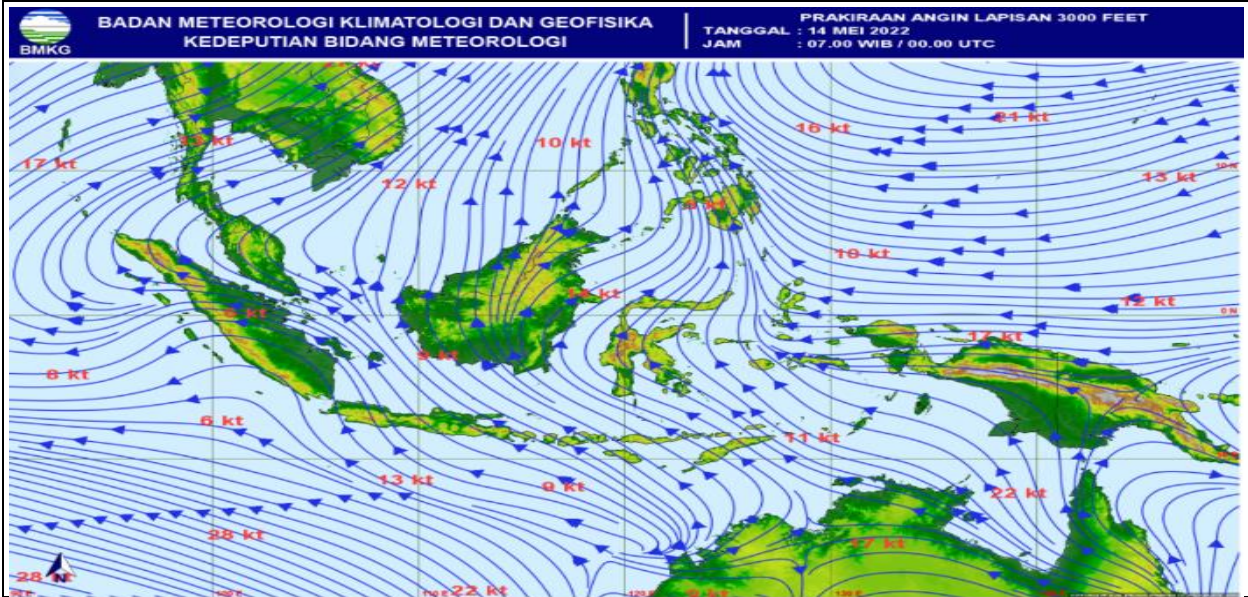 BMKG
BADAN METEOROLOGI KLIMATOLOGI DAN GEOFISIKA
KEDEPUTIAN BIDANG METEOROLOGI
PRAKIRAAN ANGIN LAPISAN 3000 FEET
TANGGAL : 14 MEI 2022
JAM : 07.00 WIB / 00.00 UTC
21 kt
16 kt
10 kt
17 kt
10 N
13 kt
12 kt
10 kt
12 kt
0 N
8 kt
11 kt
6 kt
13 kt
22 kt
28 kt
17 kt
28 kt
N
22 kt